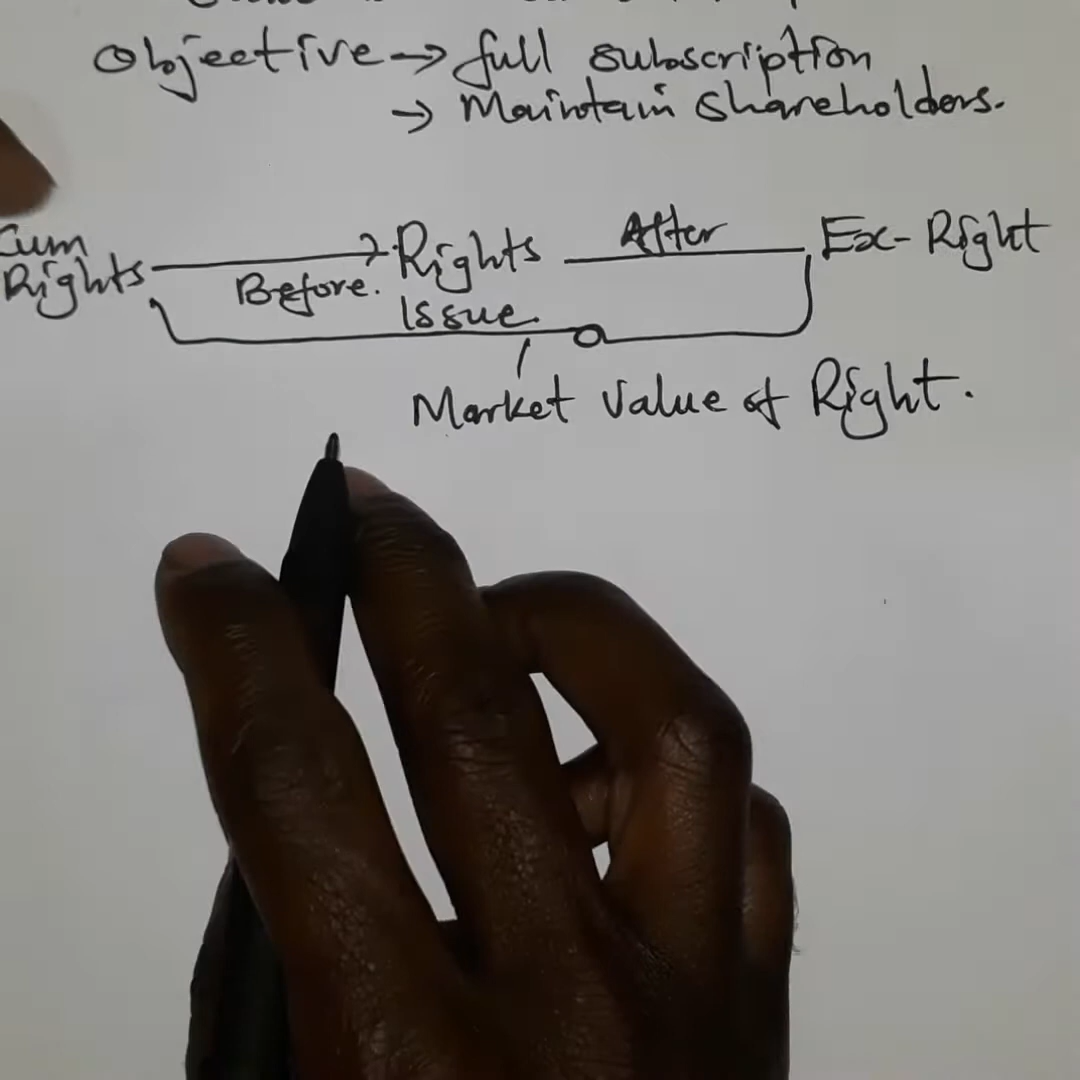 Objective → full subscription
→ Maintain shareholders.
Cum Rights Before. Rights Issue After Ex-Right
Market Value of Right.